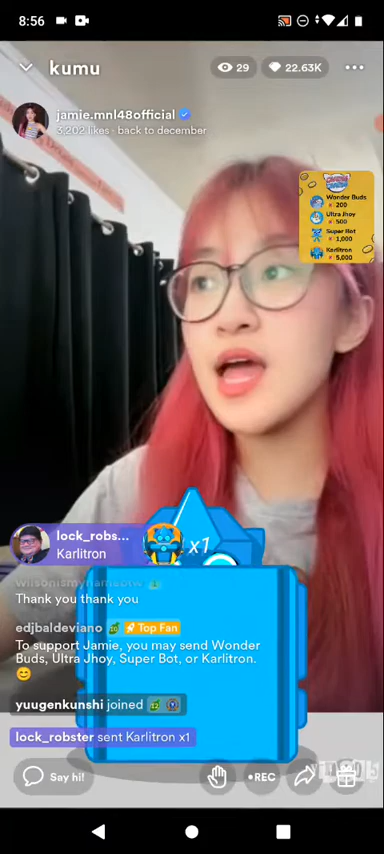 8:56
kumu
29
22.63K
jamie.mnl48official
3,202 likes · back to december
Wonder Buds
200
Ultra Jhoy
500
Super Bot
1,000
Karlitron
5,000
lock_robs...
Karlitron
x1
wilsonismynamebtw
Thank you thank you
edjbaldeviano
20
Top Fan
To support Jamie, you may send Wonder
Buds, Ultra Jhoy, Super Bot, or Karlitron.
yuugenkunshi joined
lock_robster sent Karlitron x1
Say hi!
•REC